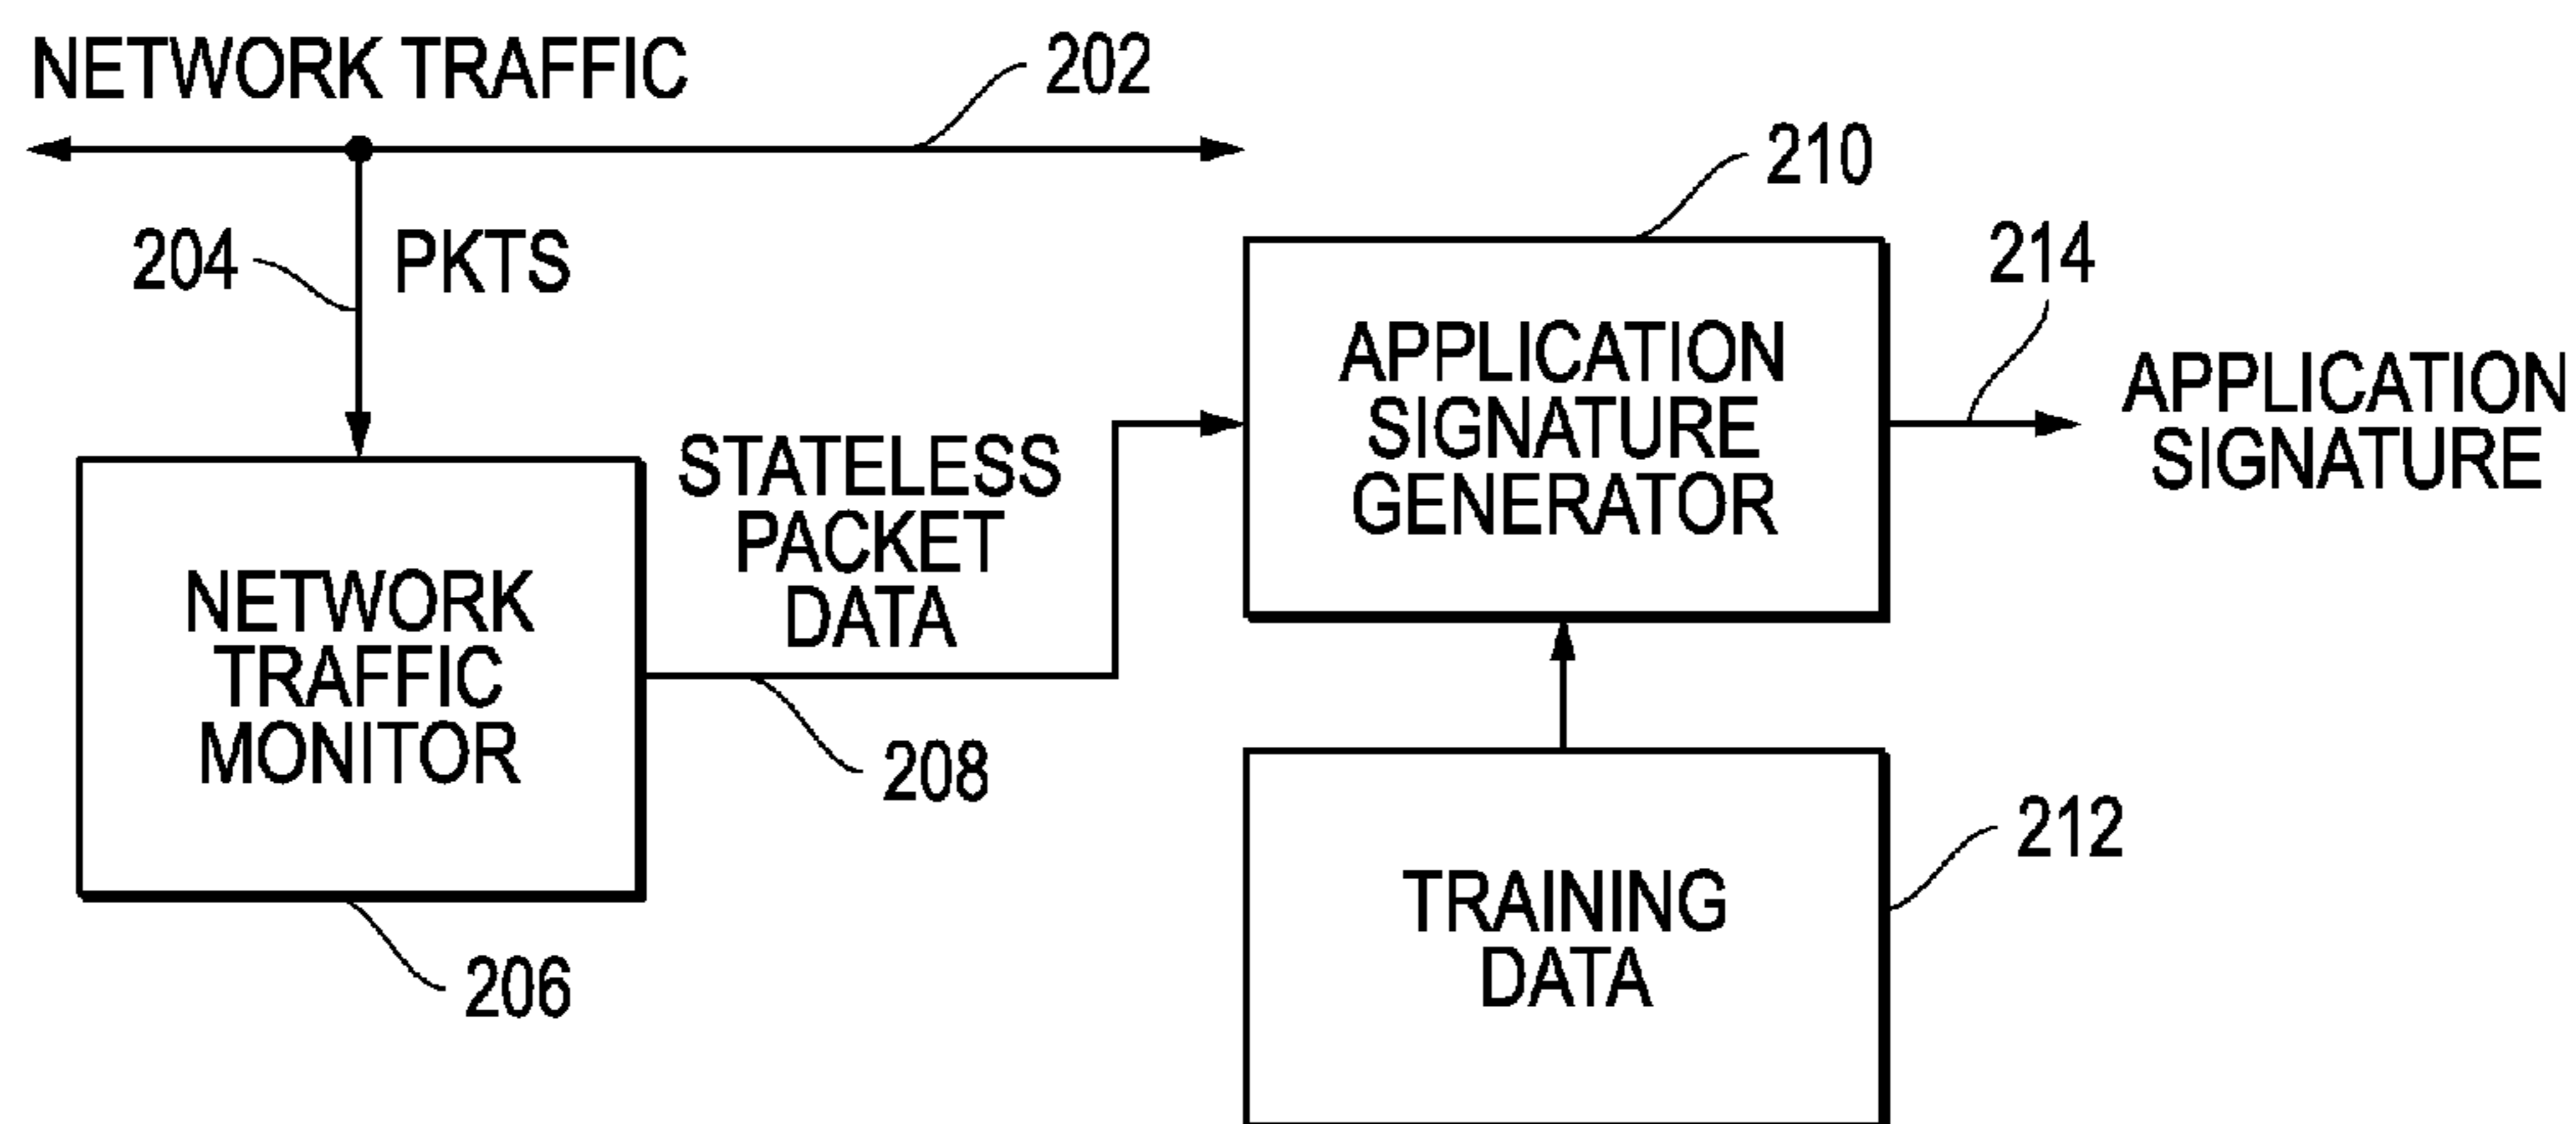 NETWORK TRAFFIC
202
210
204
PKTS
214
APPLICATION
SIGNATURE
GENERATOR
APPLICATION
SIGNATURE
STATELESS
PACKET
DATA
NETWORK
TRAFFIC
MONITOR
208
212
TRAINING
DATA
206